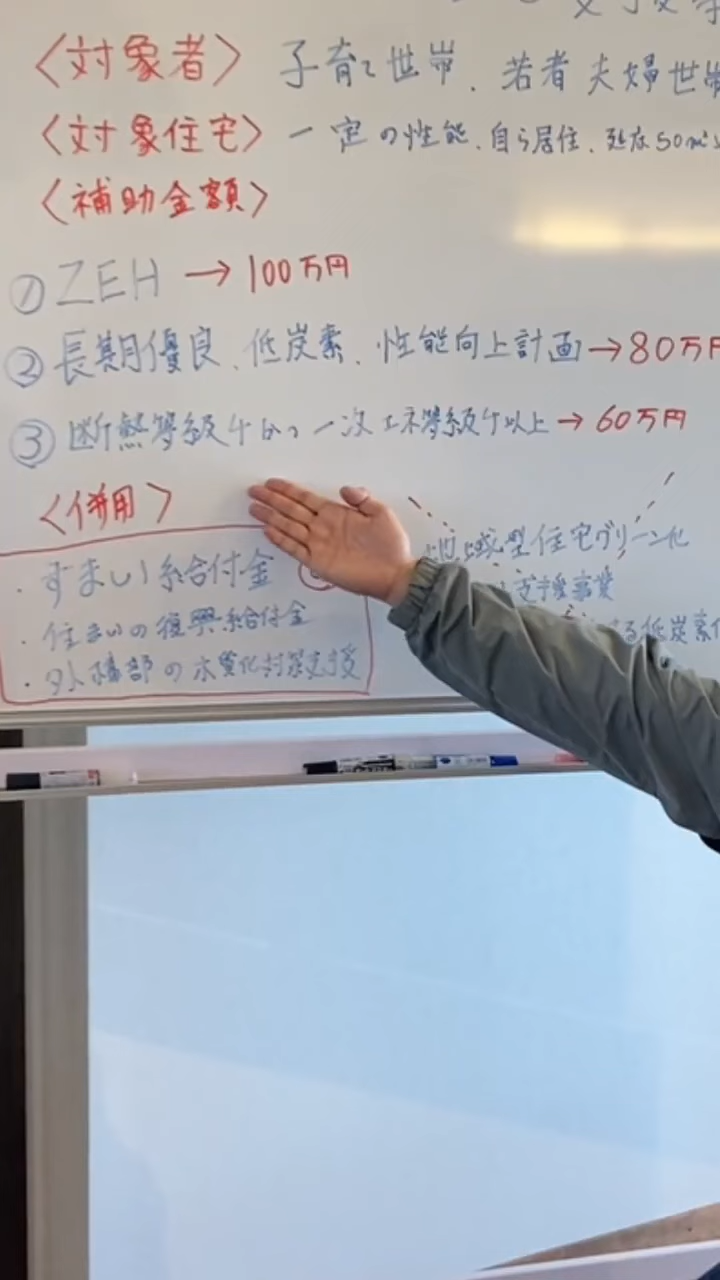 〈対象者〉 子育て世帯、若者夫婦世帯
〈対象住宅〉 一定の性能、自ら居住、延床50㎡
〈補助金額〉
① ZEH → 100万円
② 長期優良、低炭素、性能向上計画→80万円
③ 断熱等級4かつ一次エネ等級4以上→60万円
〈併用〉
・すまい給付金
・住まいの復興給付金
・外構部の木質化対策支援
地域型住宅グリーン化
支援事業
る低炭素化